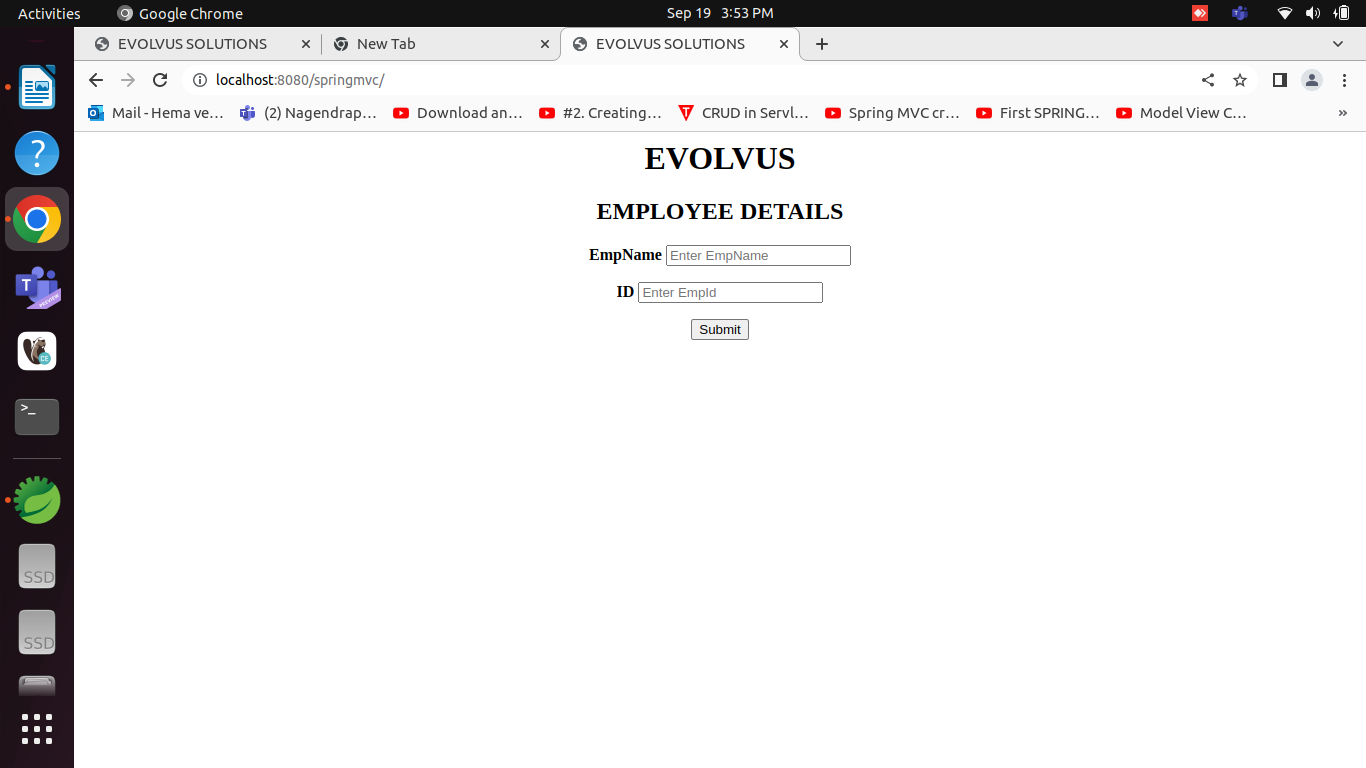 Activities Google Chrome Sep 19 3:53 PM
EVOLVUS SOLUTIONS New Tab EVOLVUS SOLUTIONS
localhost:8080/springmvc/
Mail - Hema ve… (2) Nagendrap… Download an… #2. Creating… CRUD in Servl… Spring MVC cr… First SPRING… Model View C… »
EVOLVUS
EMPLOYEE DETAILS
EmpName Enter EmpName
ID Enter EmpId
Submit
T PREVIEW
CE
>_
SSD
SSD